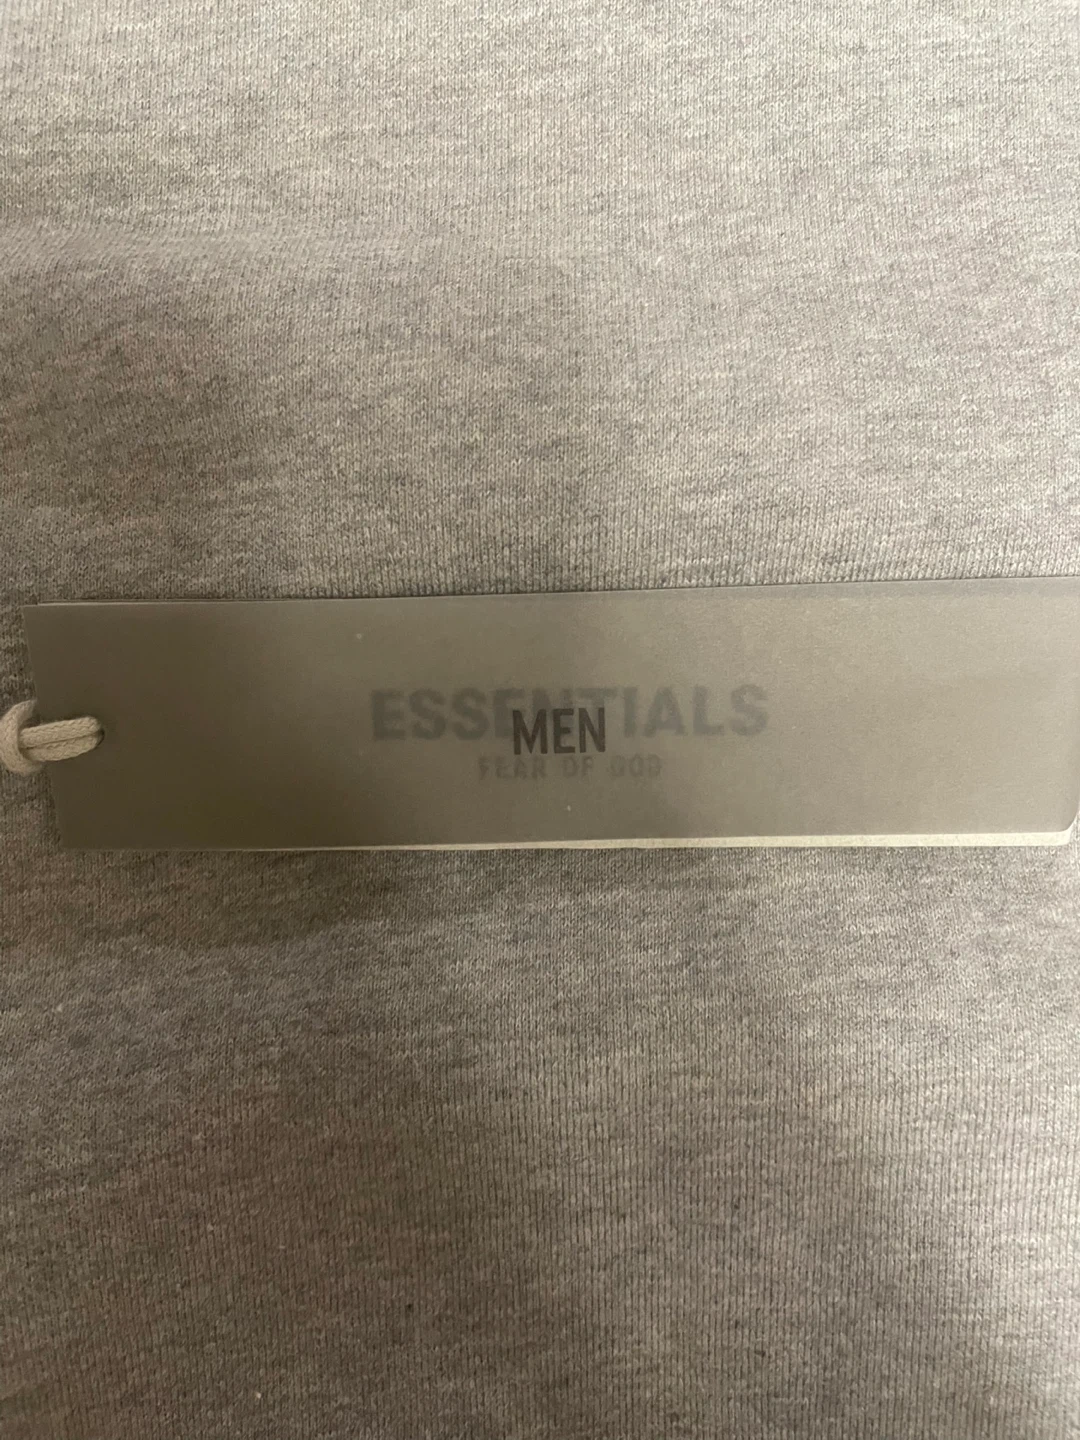 ESSENTIALS
MEN
FEAR OF GOD